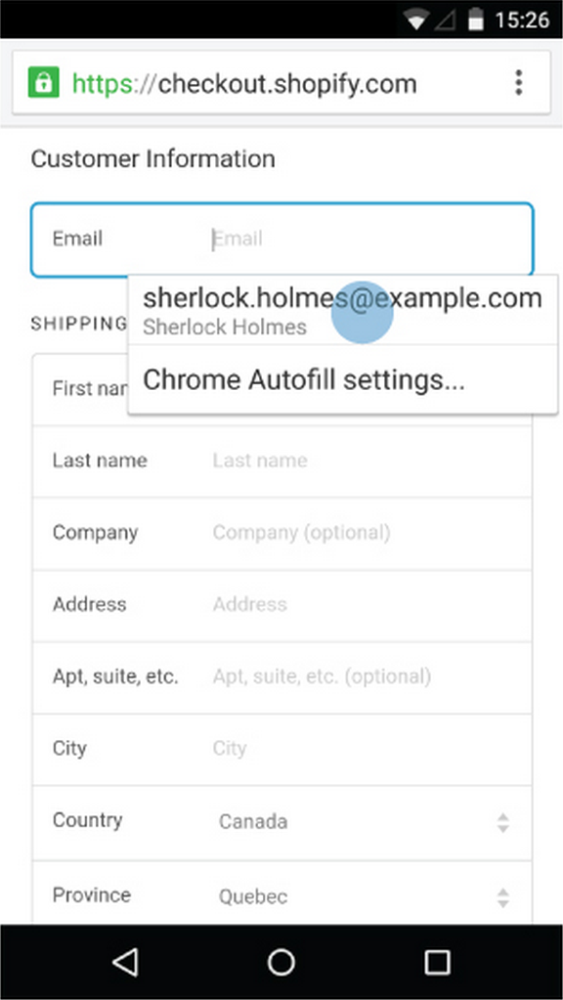 15:26
https://checkout.shopify.com
Customer Information
Email Email
sherlock.holmes@example.com
SHIPPING
Sherlock Holmes
Chrome Autofill settings...
First nar
Last name Last name
Company Company (optional)
Address Address
Apt, suite, etc. Apt, suite, etc. (optional)
City City
Country Canada
Province Quebec